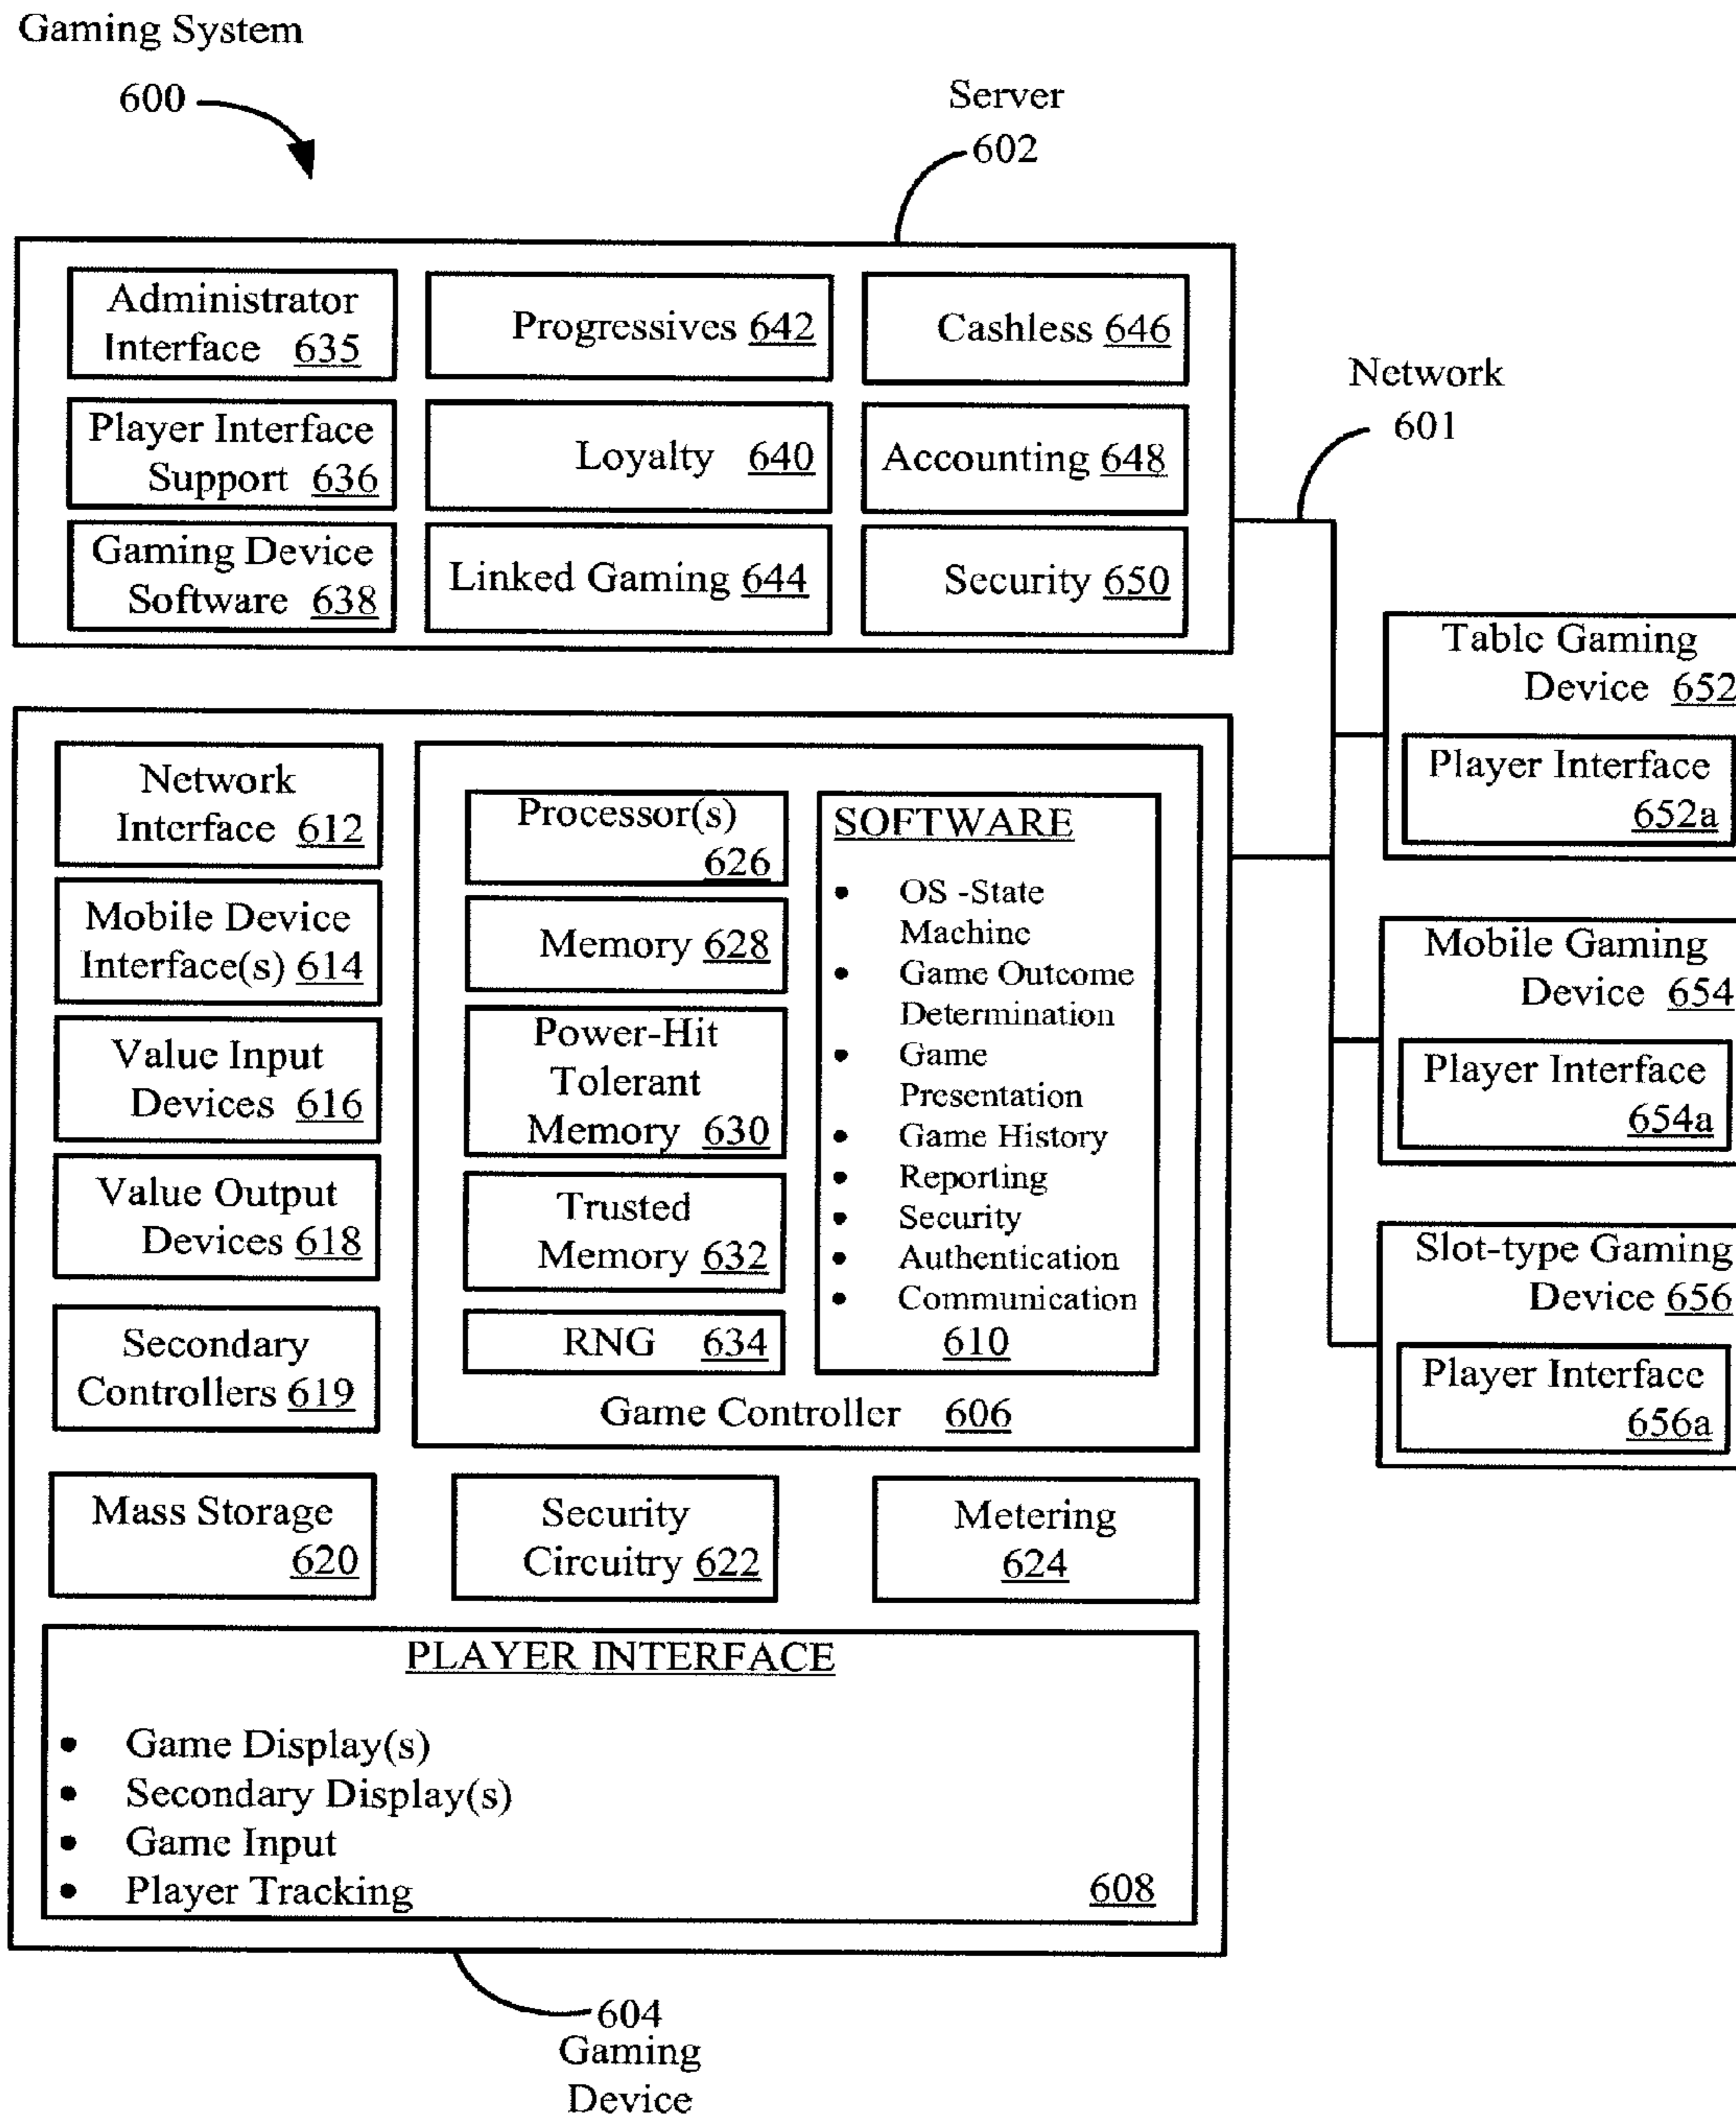 Gaming System
600
Server
602
Administrator
Interface 635
Progressives 642
Cashless 646
Player Interface
Support 636
Loyalty 640
Accounting 648
Gaming Device
Software 638
Linked Gaming 644
Security 650
Network
601
Network
Interface 612
Mobile Device
Interface(s) 614
Value Input
Devices 616
Value Output
Devices 618
Secondary
Controllers 619
Processor(s)
626
Memory 628
Power-Hit
Tolerant
Memory 630
Trusted
Memory 632
RNG 634
SOFTWARE
• OS -State
Machine
• Game Outcome
Determination
• Game
Presentation
• Game History
• Reporting
• Security
• Authentication
• Communication
610
Game Controller 606
Mass Storage
620
Security
Circuitry 622
Metering
624
PLAYER INTERFACE
• Game Display(s)
• Secondary Display(s)
• Game Input
• Player Tracking
608
604
Gaming
Device
Table Gaming
Device 652
Player Interface
652a
Mobile Gaming
Device 654
Player Interface
654a
Slot-type Gaming
Device 656
Player Interface
656a